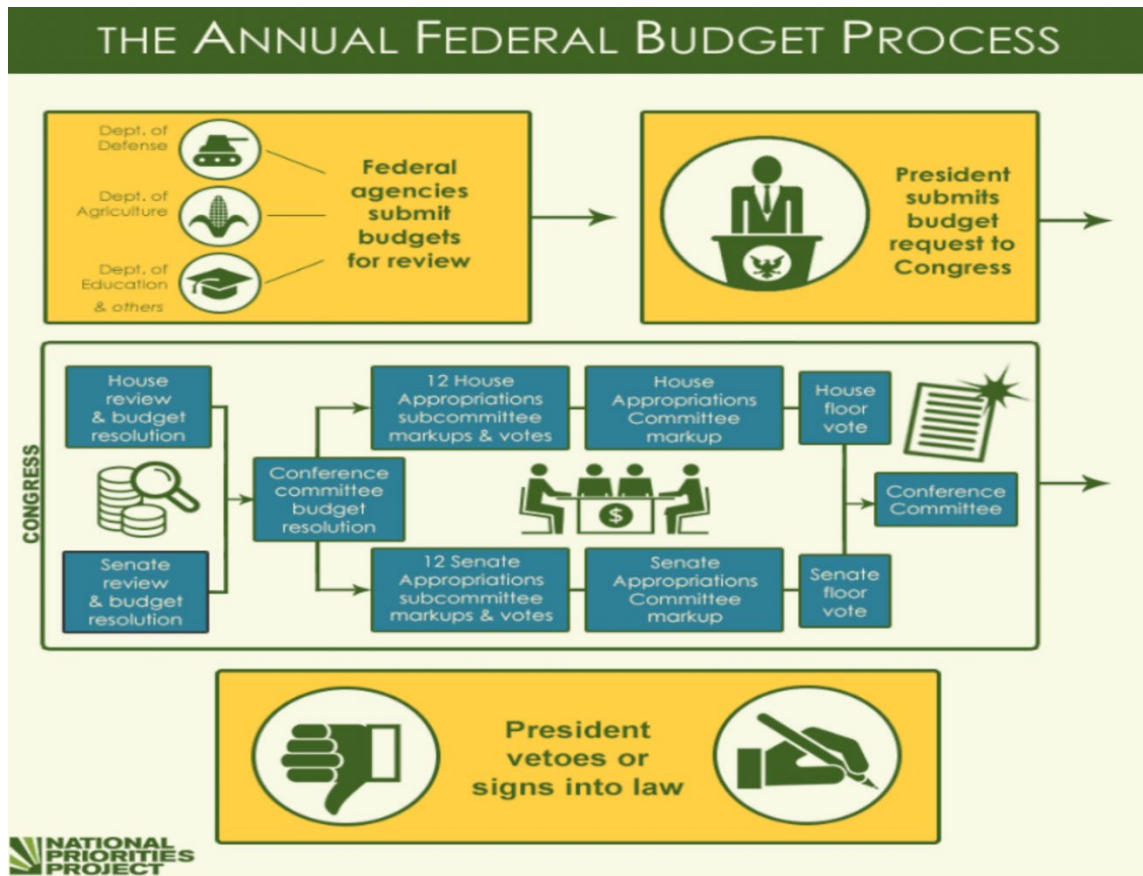 THE ANNUAL FEDERAL BUDGET PROCESS
Dept. of
Defense
Dept. of
Agriculture
Dept. of
Education
& others
Federal
agencies
submit
budgets
for review
President
submits
budget
request to
Congress
CONGRESS
House
review
& budget
resolution
Senate
review
& budget
resolution
Conference
committee
budget
resolution
12 House
Appropriations
subcommittee
markups & votes
House
Appropriations
Committee
markup
House
floor
vote
$
12 Senate
Appropriations
subcommittee
markups & votes
Senate
Appropriations
Committee
markup
Senate
floor
vote
Conference
Committee
President
vetoes or
signs into law
NATIONAL
PRIORITIES
PROJECT